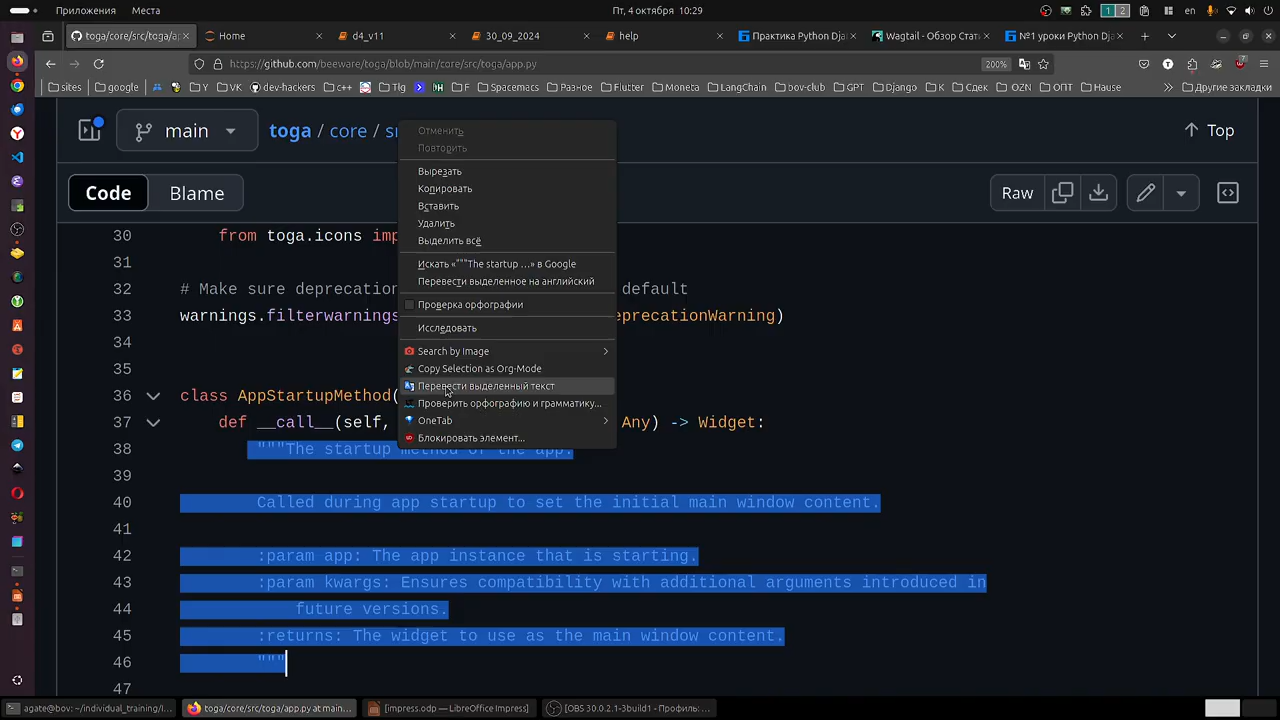 Приложения Места Пт, 4 октября 10:29 1 2 en
toga/core/src/toga/ap Home d4_v11 30_09_2024 help Практика Python Dja Wagtail - Обзор Стат №1 уроки Python Dja
https://github.com/beeware/toga/blob/main/core/src/toga/app.py 200%
sites google Y VK dev-hackers c++ Tlg F Spacemacs Разное Flutter Moneta LangChain bov-club GPT Django K Сдек OZN ОПТ Hause Другие закладки
main toga / core / s Top
Code Blame Raw
30 from toga.icons imp
31
32 # Make sure deprecation default
33 warnings.filterwarnings eprecationWarning)
34
35
36 class AppStartupMethod(
37 def __call__(self, Any) -> Widget:
38 """The startup method of the app.
39
40 Called during app startup to set the initial main window content.
41
42 :param app: The app instance that is starting.
43 :param kwargs: Ensures compatibility with additional arguments introduced in
44 future versions.
45 :returns: The widget to use as the main window content.
46 """
47
Отменить
Повторить
Вырезать
Копировать
Вставить
Удалить
Выделить всё
Искать «"""The startup …» в Google
Перевести выделенное на английский
Проверка орфографии
Исследовать
Search by Image
Copy Selection as Org-Mode
Перевести выделенный текст
Проверить орфографию и грамматику...
OneTab
Блокировать элемент...
agate@bov: ~/individual_training/I... toga/core/src/toga/app.py at main... [impress.odp — LibreOffice Impress] [OBS 30.0.2.1-3build1 - Профиль: ...